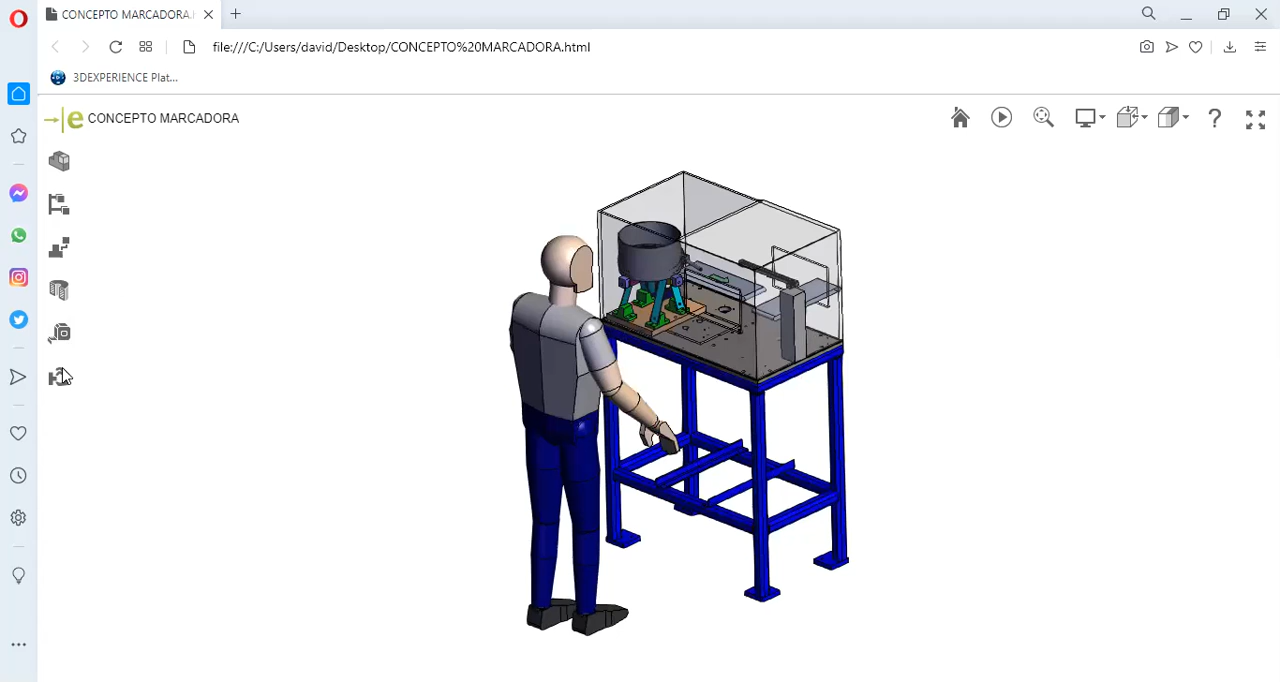 CONCEPTO MARCADORA.
file:///C:/Users/david/Desktop/CONCEPTO%20MARCADORA.html
3DEXPERIENCE Plat...
e CONCEPTO MARCADORA